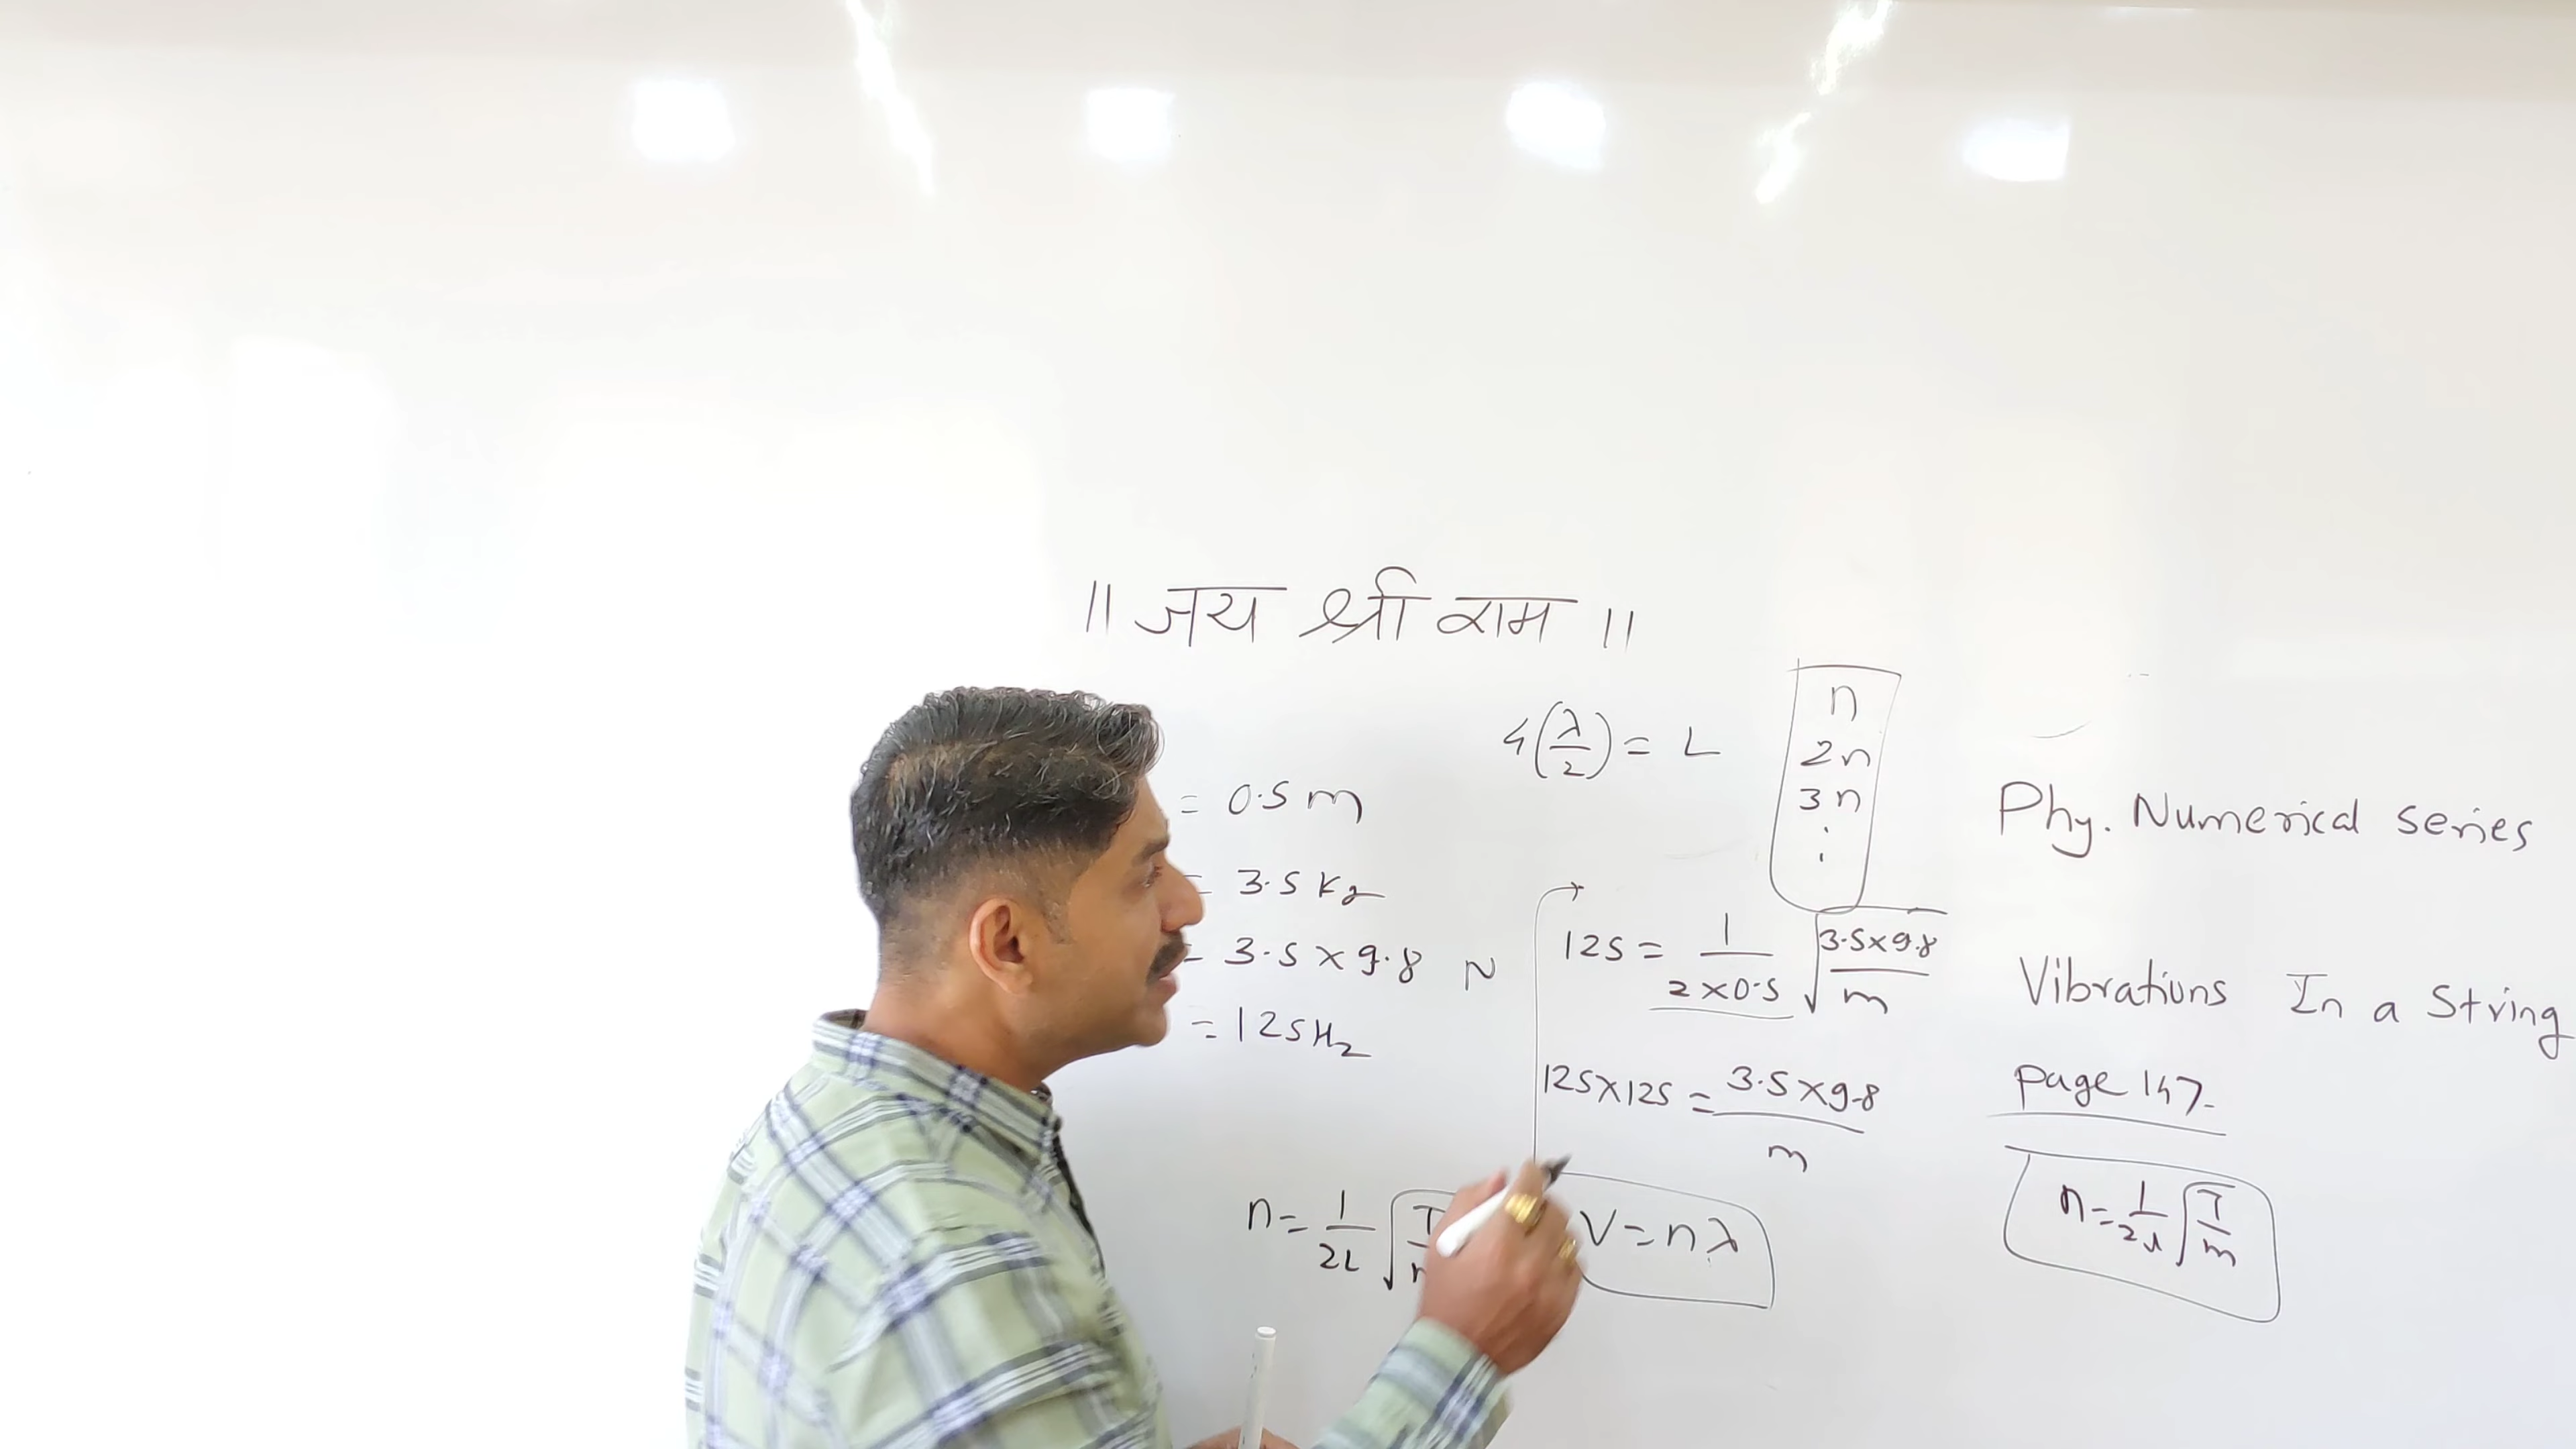 ॥ जय श्री राम ॥
4(λ/2) = L
n
2n
3n
= 0.5 m
= 3.5 Kg
= 3.5 x 9.8 N
= 125 Hz
125 = 1/(2 x 0.5) √(3.5 x 9.8 / m)
125 x 125 = 3.5 x 9.8 / m
n = 1/2L √T
V = nλ
Phy. Numerical series
Vibrations In a String
page 147
n = 1/2l √(T/m)